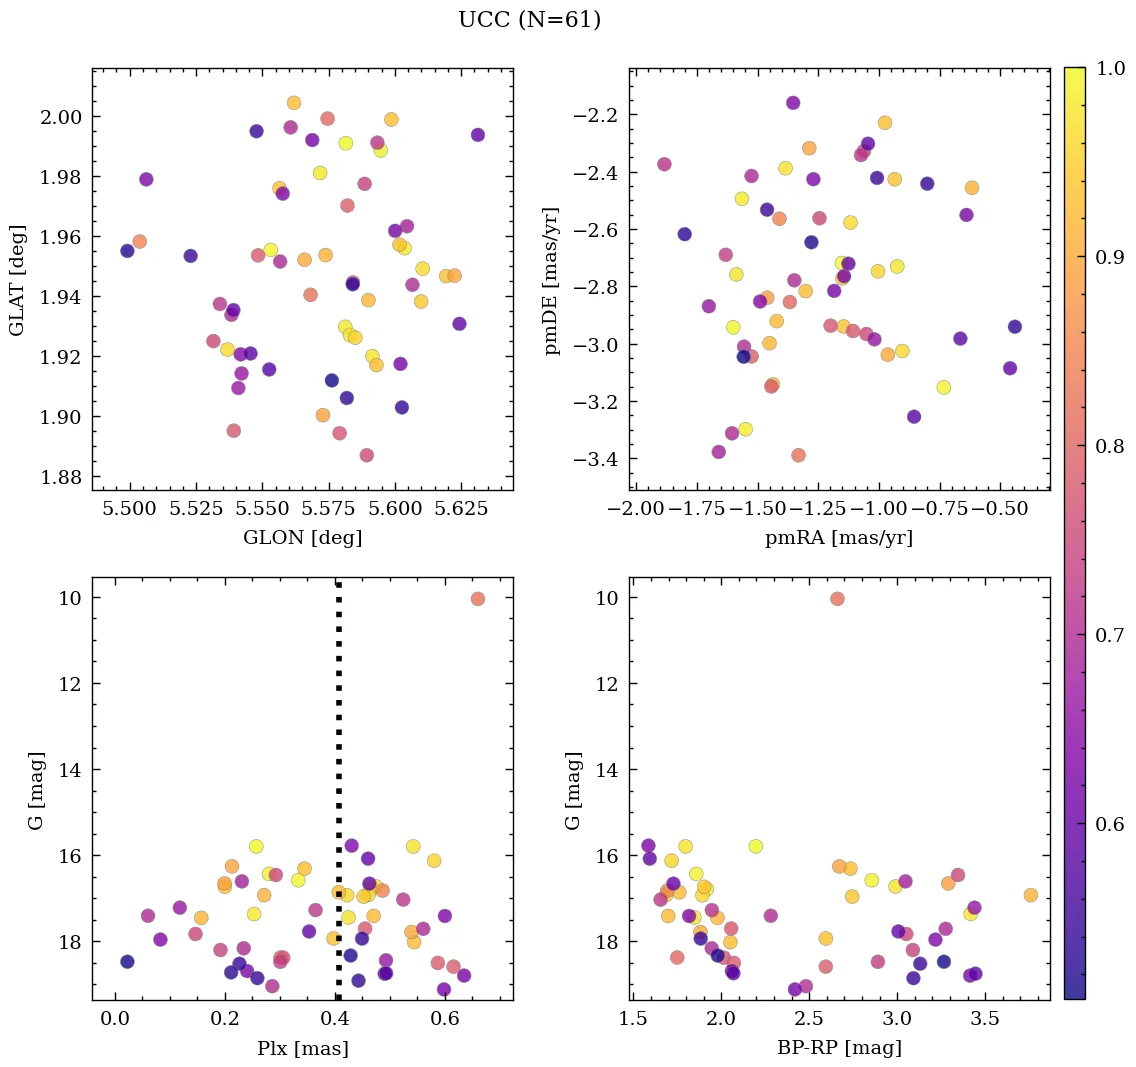 UCC (N=61)
2.00
1.98
1.96
1.94
1.92
1.90
1.88
GLAT [deg]
5.500 5.525 5.550 5.575 5.600 5.625
GLON [deg]
−2.2
−2.4
−2.6
−2.8
−3.0
−3.2
−3.4
pmDE [mas/yr]
−2.00 −1.75 −1.50 −1.25 −1.00 −0.75 −0.50
pmRA [mas/yr]
10
12
14
16
18
G [mag]
0.0 0.2 0.4 0.6
Plx [mas]
10
12
14
16
18
G [mag]
1.5 2.0 2.5 3.0 3.5
BP-RP [mag]
1.0
0.9
0.8
0.7
0.6